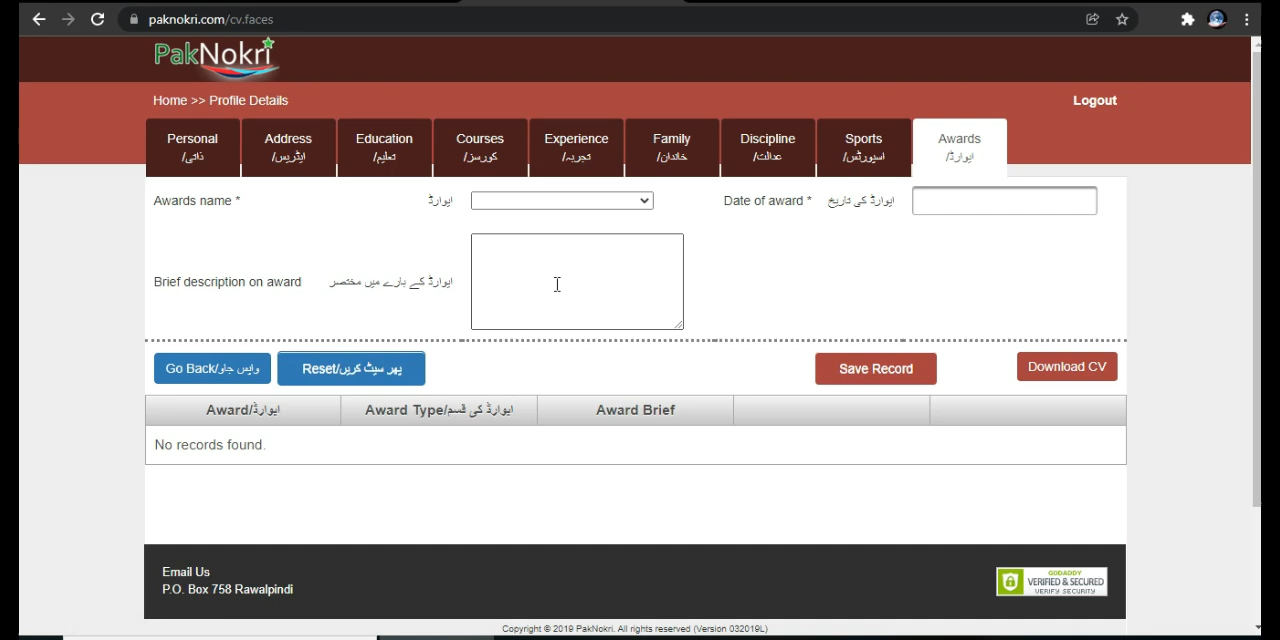 paknokri.com/cv.faces
PakNokri
Home >> Profile Details
Logout
Personal
/ذاتی
Address
/ایڈریس
Education
/تعلیم
Courses
/کورسز
Experience
/تجربہ
Family
/خاندان
Discipline
/عدالت
Sports
/اسپورٹس
Awards
/ایوارڈ
Awards name * ایوارڈ
Date of award * ایوارڈ کی تاریخ
Brief description on award ایوارڈ کے بارے میں مختصر
Go Back/واپس جاو
Reset/پھر سیٹ کریں
Save Record
Download CV
Award/ایوارڈ
Award Type/ایوارڈ کی قسم
Award Brief
No records found.
Email Us
P.O. Box 758 Rawalpindi
GODADDY
VERIFIED & SECURED
VERIFY SECURITY
Copyright © 2019 PakNokri. All rights reserved (Version 032019L)